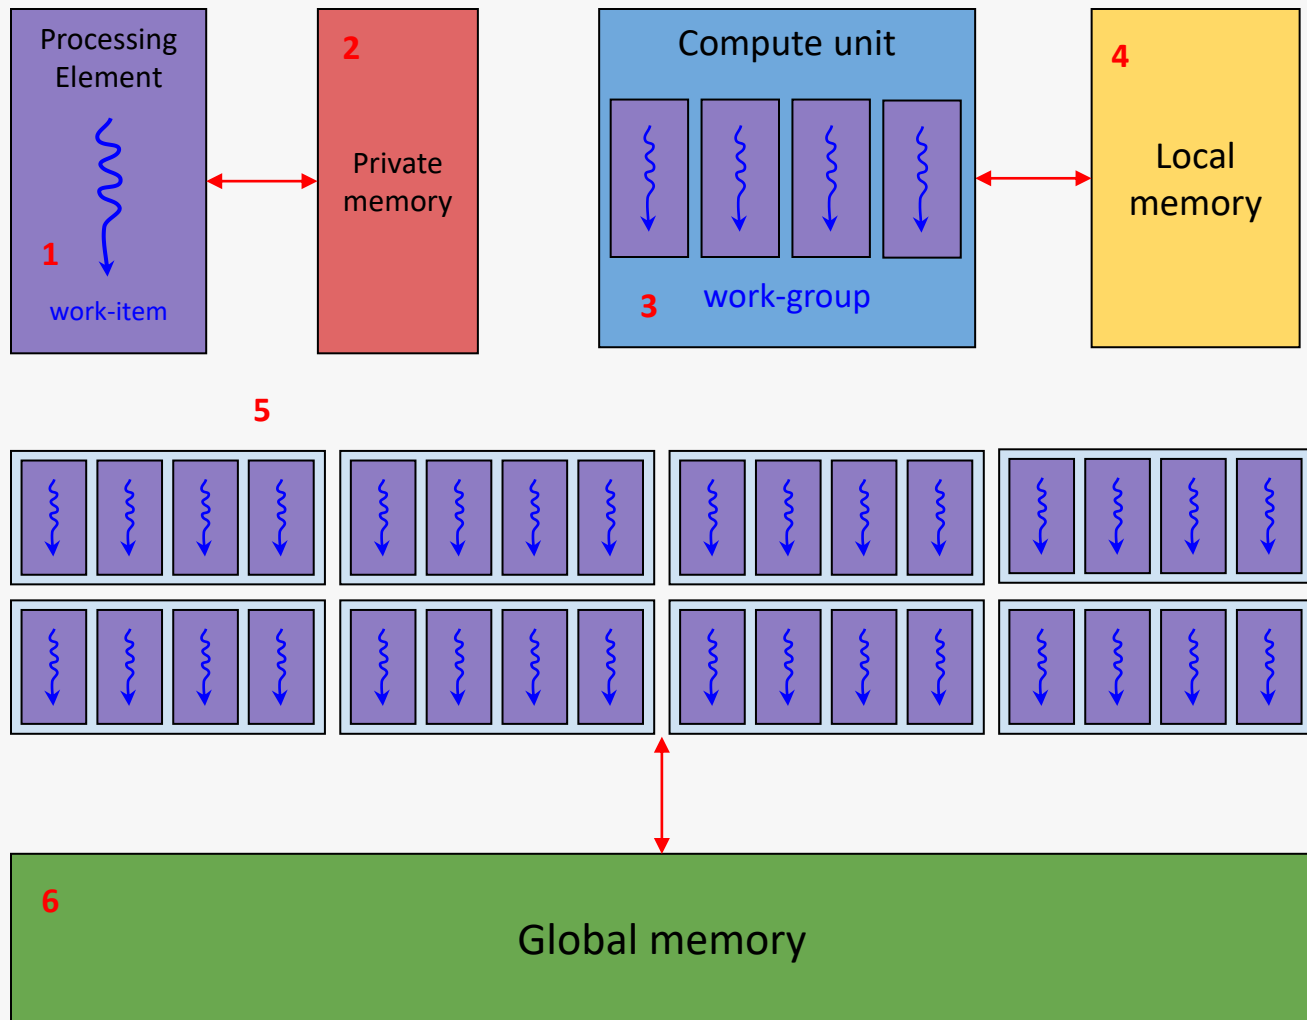 Processing
Element
1
work-item
2
Private
memory
Compute unit
3
work-group
4
Local
memory
5
6
Global memory